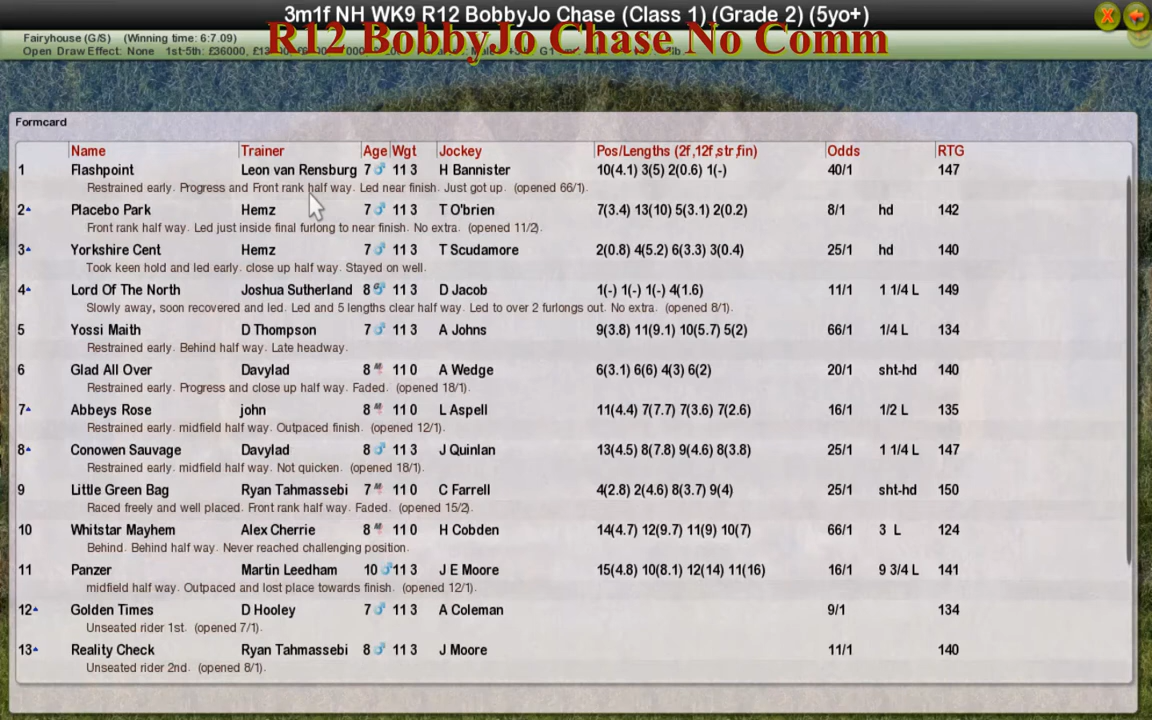 3m1f NH WK9 R12 BobbyJo Chase (Class 1) (Grade 2) (5yo+)
R12 BobbyJo Chase No Comm
Fairyhouse (G/S) (Winning time: 6:7.09)
Open Draw Effect: None 1st-5th: £36000,
Formcard
Name Trainer Age Wgt Jockey Pos/Lengths (2f,12f,str,fin) Odds RTG
1 Flashpoint Leon van Rensburg 7 11 3 H Bannister 10(4.1) 3(5) 2(0.6) 1(-) 40/1 147
Restrained early. Progress and Front rank half way. Led near finish. Just got up. (opened 66/1).
2 Placebo Park Hemz 7 11 3 T O'brien 7(3.4) 13(10) 5(3.1) 2(0.2) 8/1 hd 142
Front rank half way. Led just inside final furlong to near finish. No extra. (opened 11/2).
3 Yorkshire Cent Hemz 7 11 3 T Scudamore 2(0.8) 4(5.2) 6(3.3) 3(0.4) 25/1 hd 140
Took keen hold and led early. close up half way. Stayed on well.
4 Lord Of The North Joshua Sutherland 8 11 3 D Jacob 1(-) 1(-) 1(-) 4(1.6) 11/1 1 1/4 L 149
Slowly away, soon recovered and led. Led and 5 lengths clear half way. Led to over 2 furlongs out. No extra. (opened 8/1).
5 Yossi Maith D Thompson 7 11 3 A Johns 9(3.8) 11(9.1) 10(5.7) 5(2) 66/1 1/4 L 134
Restrained early. Behind half way. Late headway.
6 Glad All Over Davylad 8 11 0 A Wedge 6(3.1) 6(6) 4(3) 6(2) 20/1 sht-hd 140
Restrained early. Progress and close up half way. Faded. (opened 18/1).
7 Abbeys Rose john 8 11 0 L Aspell 11(4.4) 7(7.7) 7(3.6) 7(2.6) 16/1 1/2 L 135
Restrained early. midfield half way. Outpaced finish. (opened 12/1).
8 Conowen Sauvage Davylad 8 11 3 J Quinlan 13(4.5) 8(7.8) 9(4.6) 8(3.8) 25/1 1 1/4 L 147
Restrained early. midfield half way. Not quicken. (opened 18/1).
9 Little Green Bag Ryan Tahmassebi 7 11 0 C Farrell 4(2.8) 2(4.6) 8(3.7) 9(4) 25/1 sht-hd 150
Raced freely and well placed. Front rank half way. Faded. (opened 15/2).
10 Whitstar Mayhem Alex Cherrie 8 11 0 H Cobden 14(4.7) 12(9.7) 11(9) 10(7) 66/1 3 L 124
Behind. Behind half way. Never reached challenging position.
11 Panzer Martin Leedham 10 11 3 J E Moore 15(4.8) 10(8.1) 12(14) 11(16) 16/1 9 3/4 L 141
midfield half way. Outpaced and lost place towards finish. (opened 12/1).
12 Golden Times D Hooley 7 11 3 A Coleman 9/1 134
Unseated rider 1st. (opened 7/1).
13 Reality Check Ryan Tahmassebi 8 11 3 J Moore 11/1 140
Unseated rider 2nd. (opened 8/1).